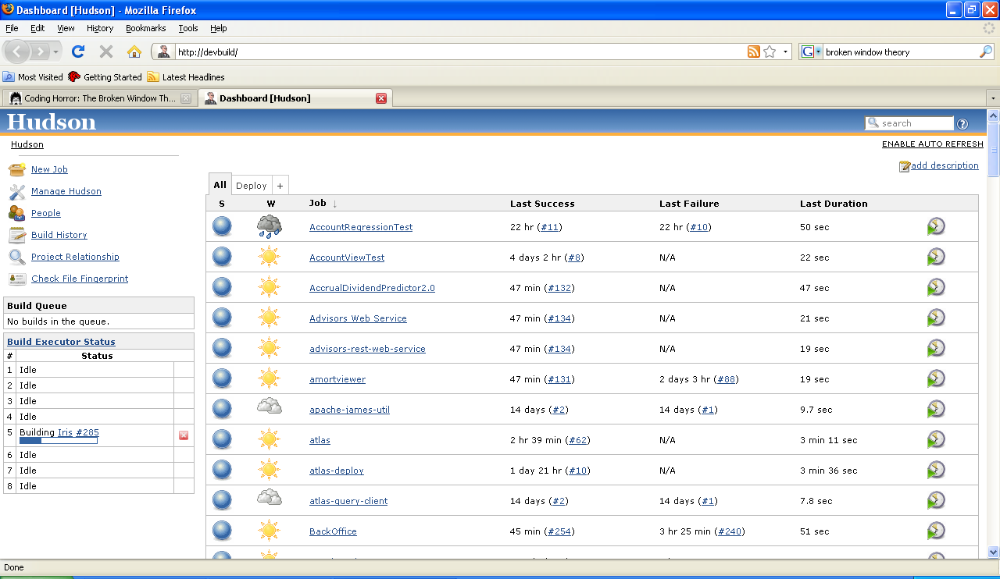 Dashboard [Hudson] - Mozilla Firefox
File Edit View History Bookmarks Tools Help
http://devbuild/
G broken window theory
Most Visited Getting Started Latest Headlines
Coding Horror: The Broken Window Th...
Dashboard [Hudson]
Hudson
search
?
Hudson
ENABLE AUTO REFRESH
New Job
Manage Hudson
People
Build History
Project Relationship
Check File Fingerprint
Build Queue
No builds in the queue.
Build Executor Status
# Status
1 Idle
2 Idle
3 Idle
4 Idle
5 Building Iris #285
6 Idle
7 Idle
8 Idle
add description
All Deploy +
S W Job ↓ Last Success Last Failure Last Duration
AccountRegressionTest 22 hr (#11) 22 hr (#10) 50 sec
AccountViewTest 4 days 2 hr (#8) N/A 22 sec
AccrualDividendPredictor2.0 47 min (#132) N/A 47 sec
Advisors Web Service 47 min (#134) N/A 21 sec
advisors-rest-web-service 47 min (#134) N/A 19 sec
amortviewer 47 min (#131) 2 days 3 hr (#88) 19 sec
apache-james-util 14 days (#2) 14 days (#1) 9.7 sec
atlas 2 hr 39 min (#62) N/A 3 min 11 sec
atlas-deploy 1 day 21 hr (#10) N/A 3 min 36 sec
atlas-query-client 14 days (#2) 14 days (#1) 7.8 sec
BackOffice 45 min (#254) 3 hr 25 min (#240) 51 sec
Done